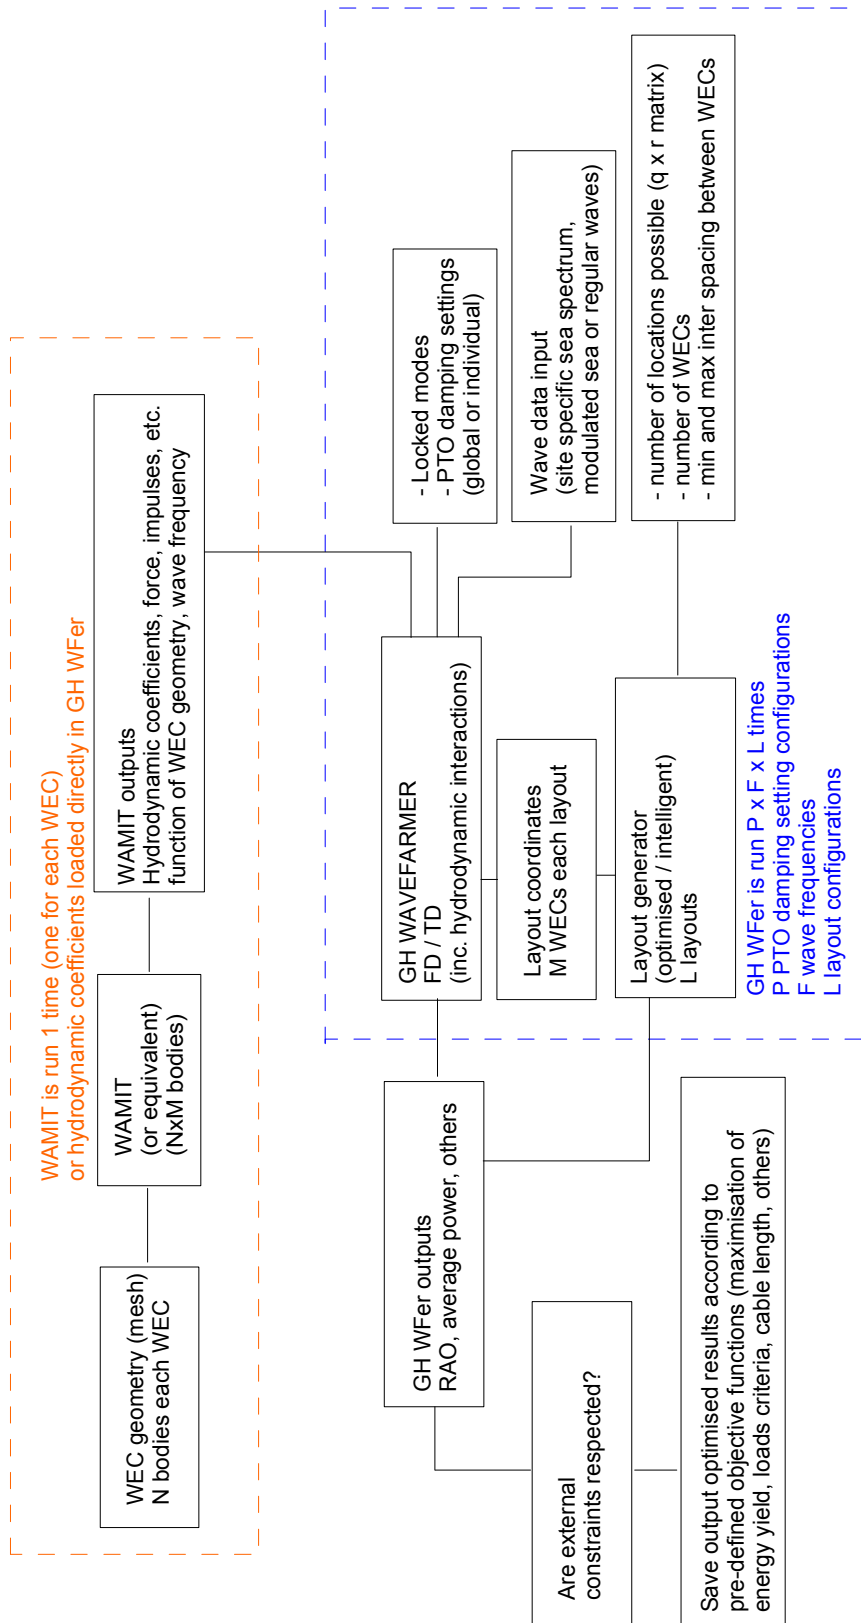 WAMIT is run 1 time (one for each WEC)
or hydrodynamic coefficients loaded directly in GH WFer
WEC geometry (mesh)
N bodies each WEC
WAMIT
(or equivalent)
(NxM bodies)
WAMIT outputs
Hydrodynamic coefficients, force, impulses, etc.
function of WEC geometry, wave frequency
GH WFer outputs
RAO, average power, others
GH WAVEFARMER
FD / TD
(inc. hydrodynamic interactions)
- Locked modes
- PTO damping settings
(global or individual)
Wave data input
(site specific sea spectrum,
modulated sea or regular waves)
Layout coordinates
M WECs each layout
Layout generator
(optimised / intelligent)
L layouts
- number of locations possible (q x r matrix)
- number of WECs
- min and max inter spacing between WECs
Are external
constraints respected?
Save output optimised results according to
pre-defined objective functions (maximisation of
energy yield, loads criteria, cable length, others)
GH WFer is run P x F x L times
P PTO damping setting configurations
F wave frequencies
L layout configurations